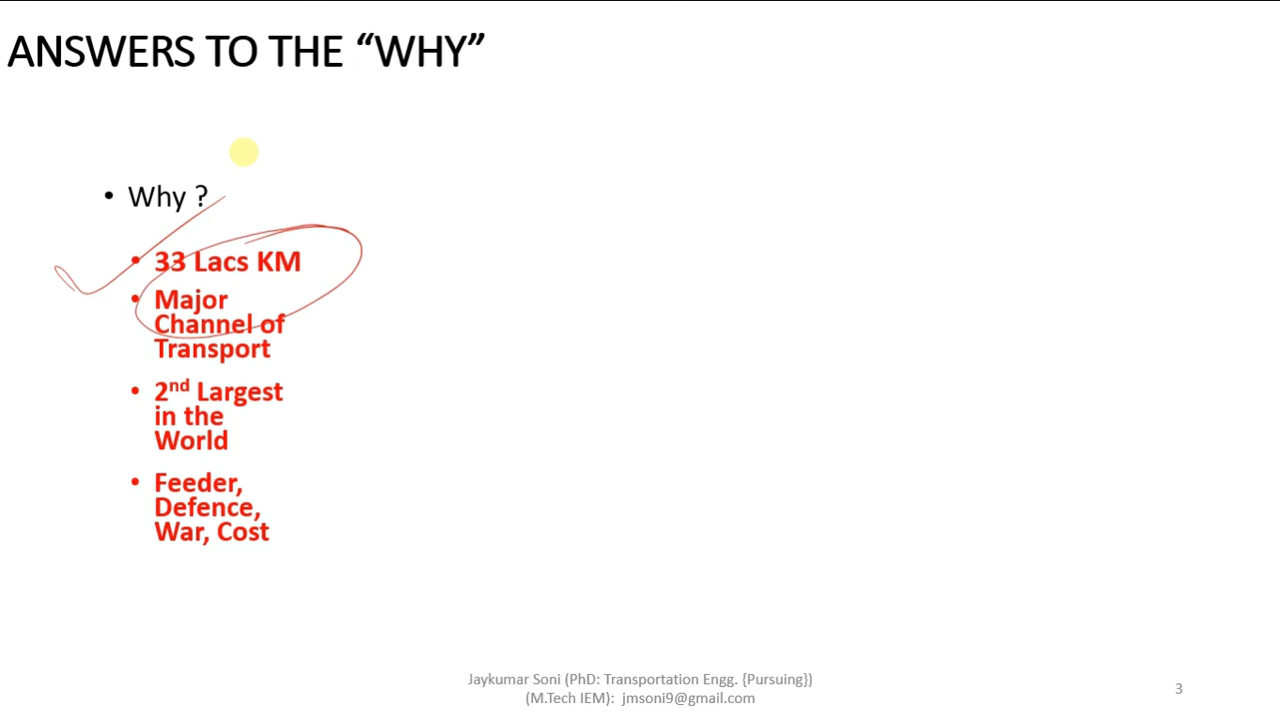 ANSWERS TO THE “WHY”
• Why ?
• 33 Lacs KM
• Major
Channel of
Transport
• 2nd Largest
in the
World
• Feeder,
Defence,
War, Cost
Jaykumar Soni (PhD: Transportation Engg. {Pursuing})
(M.Tech IEM): jmsoni9@gmail.com
3